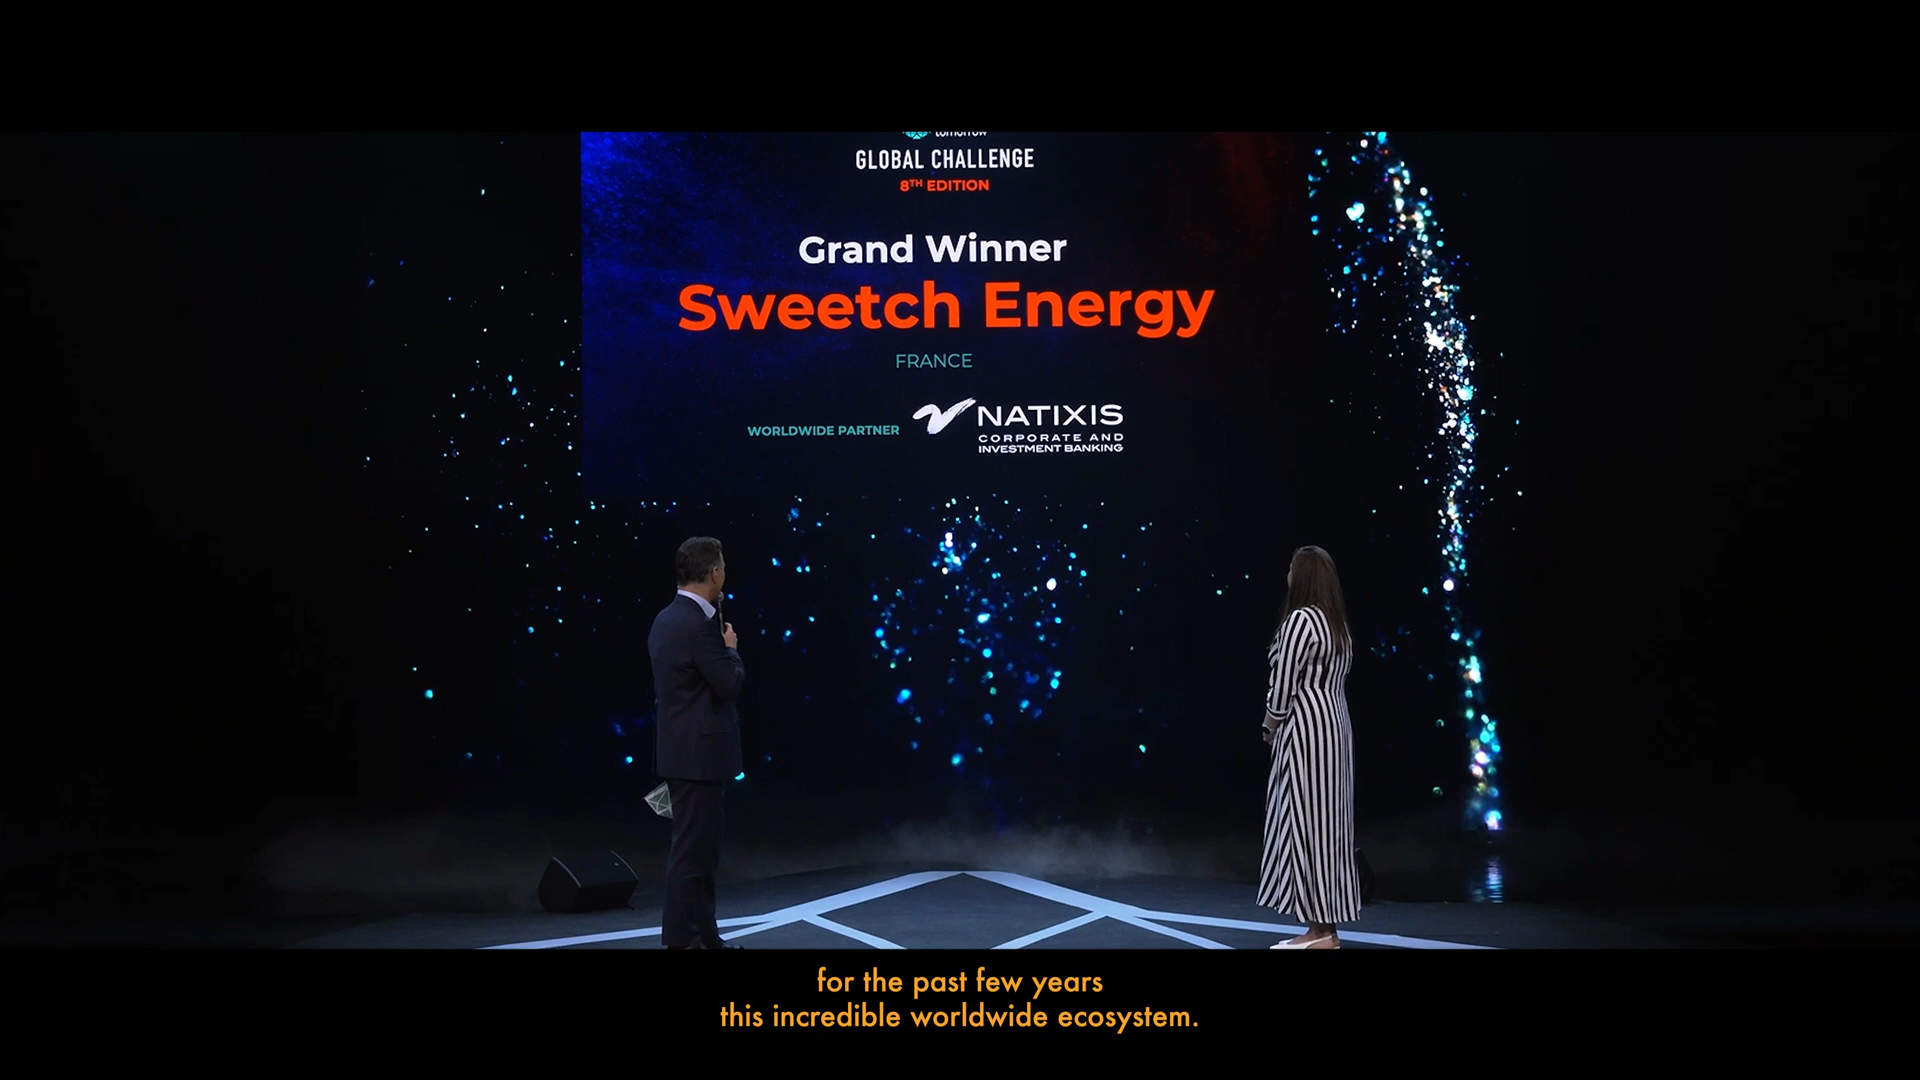 tomorrow
GLOBAL CHALLENGE
8TH EDITION
Grand Winner
Sweetch Energy
FRANCE
WORLDWIDE PARTNER
NATIXIS
CORPORATE AND
INVESTMENT BANKING
for the past few years
this incredible worldwide ecosystem.